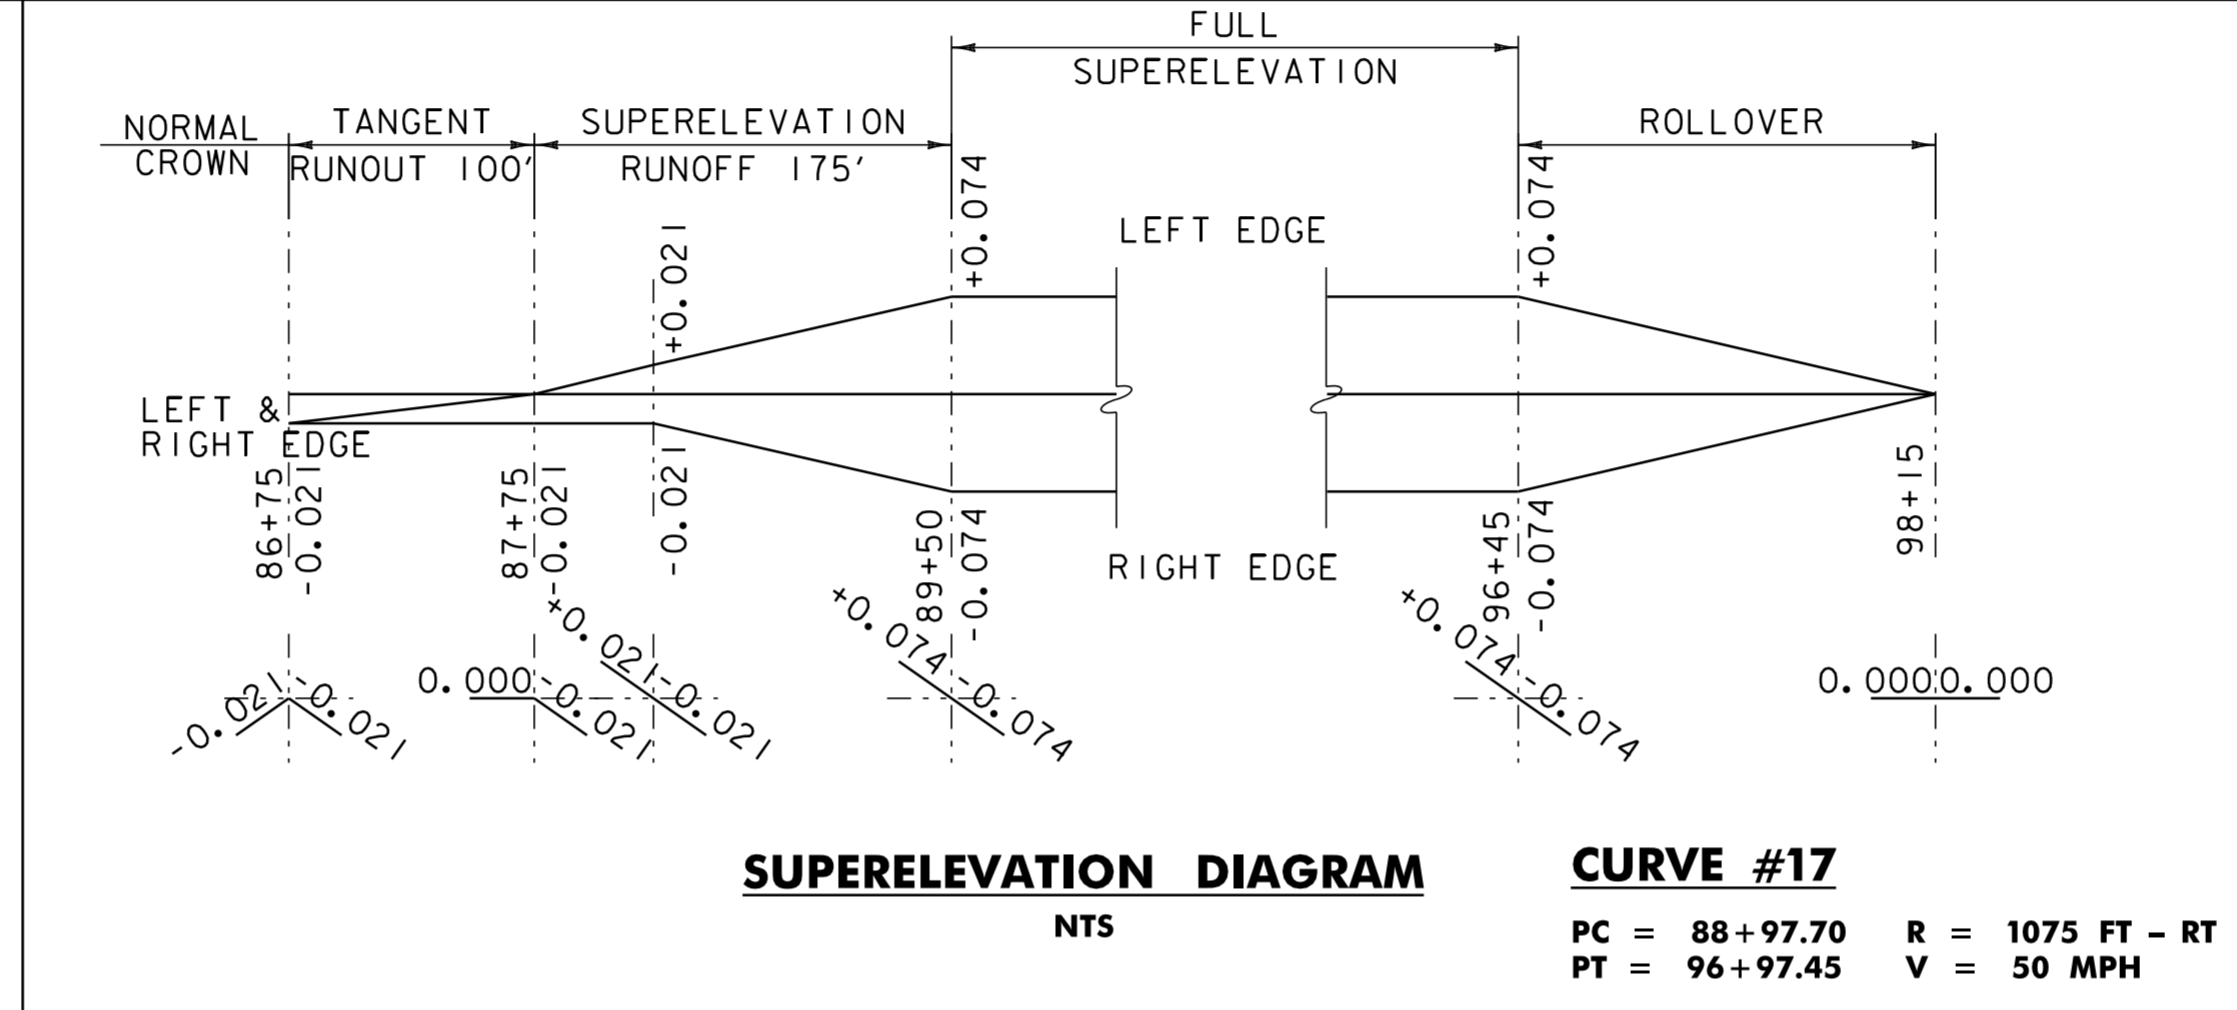 FULL
SUPERELEVATION
NORMAL
CROWN
TANGENT
RUNOUT 100'
SUPERELEVATION
RUNOFF 175'
ROLLOVER
+0.074
+0.074
+0.021
LEFT EDGE
LEFT &
RIGHT EDGE
86+75
-0.021
87+75
-0.021
-0.021
89+50
-0.074
RIGHT EDGE
96+45
-0.074
98+15
-0.021
-0.021
0.000
-0.021
+0.021
-0.021
+0.074
-0.074
+0.074
-0.074
0.000
0.000
SUPERELEVATION DIAGRAM
NTS
CURVE #17
PC = 88+97.70 R = 1075 FT – RT
PT = 96+97.45 V = 50 MPH